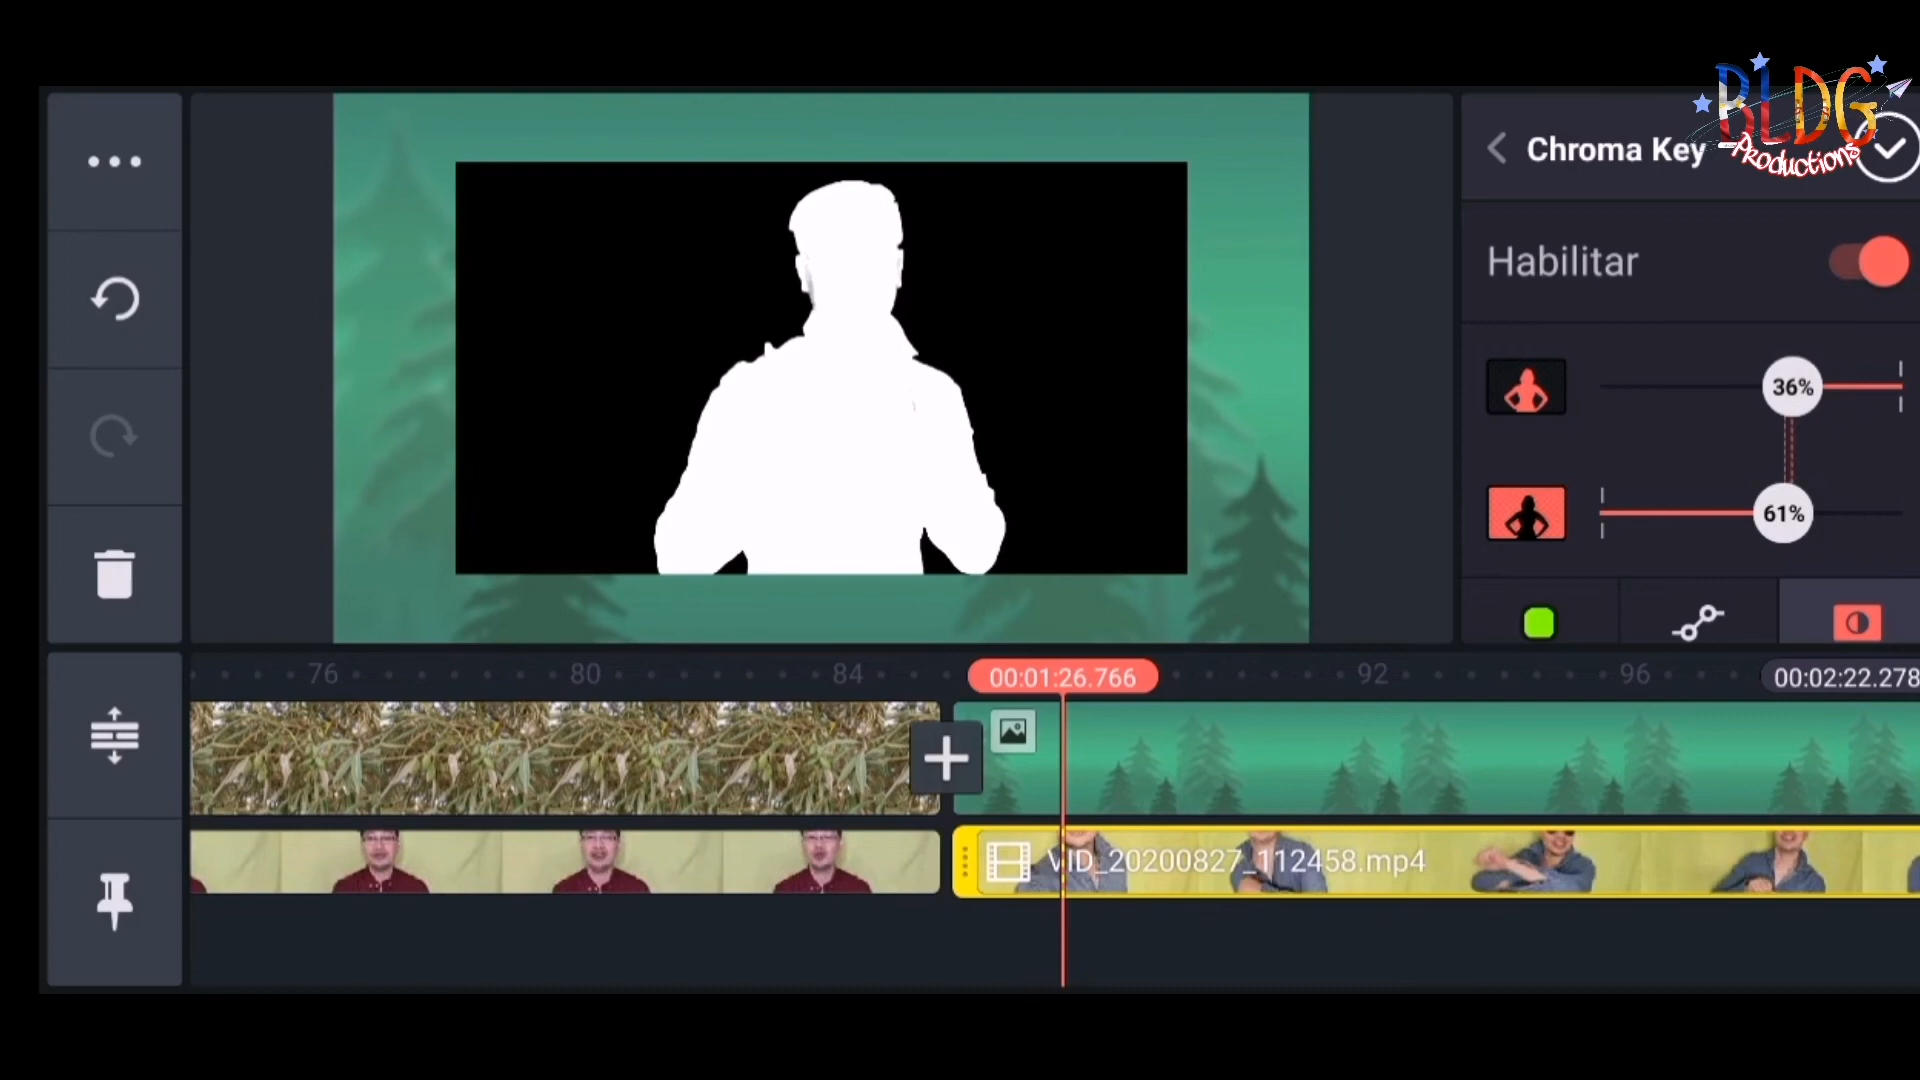 BLDG
Productions
Chroma Key
Habilitar
36%
61%
76
80
84
00:01:26.766
92
96
00:02:22.278
VID_20200827_112458.mp4